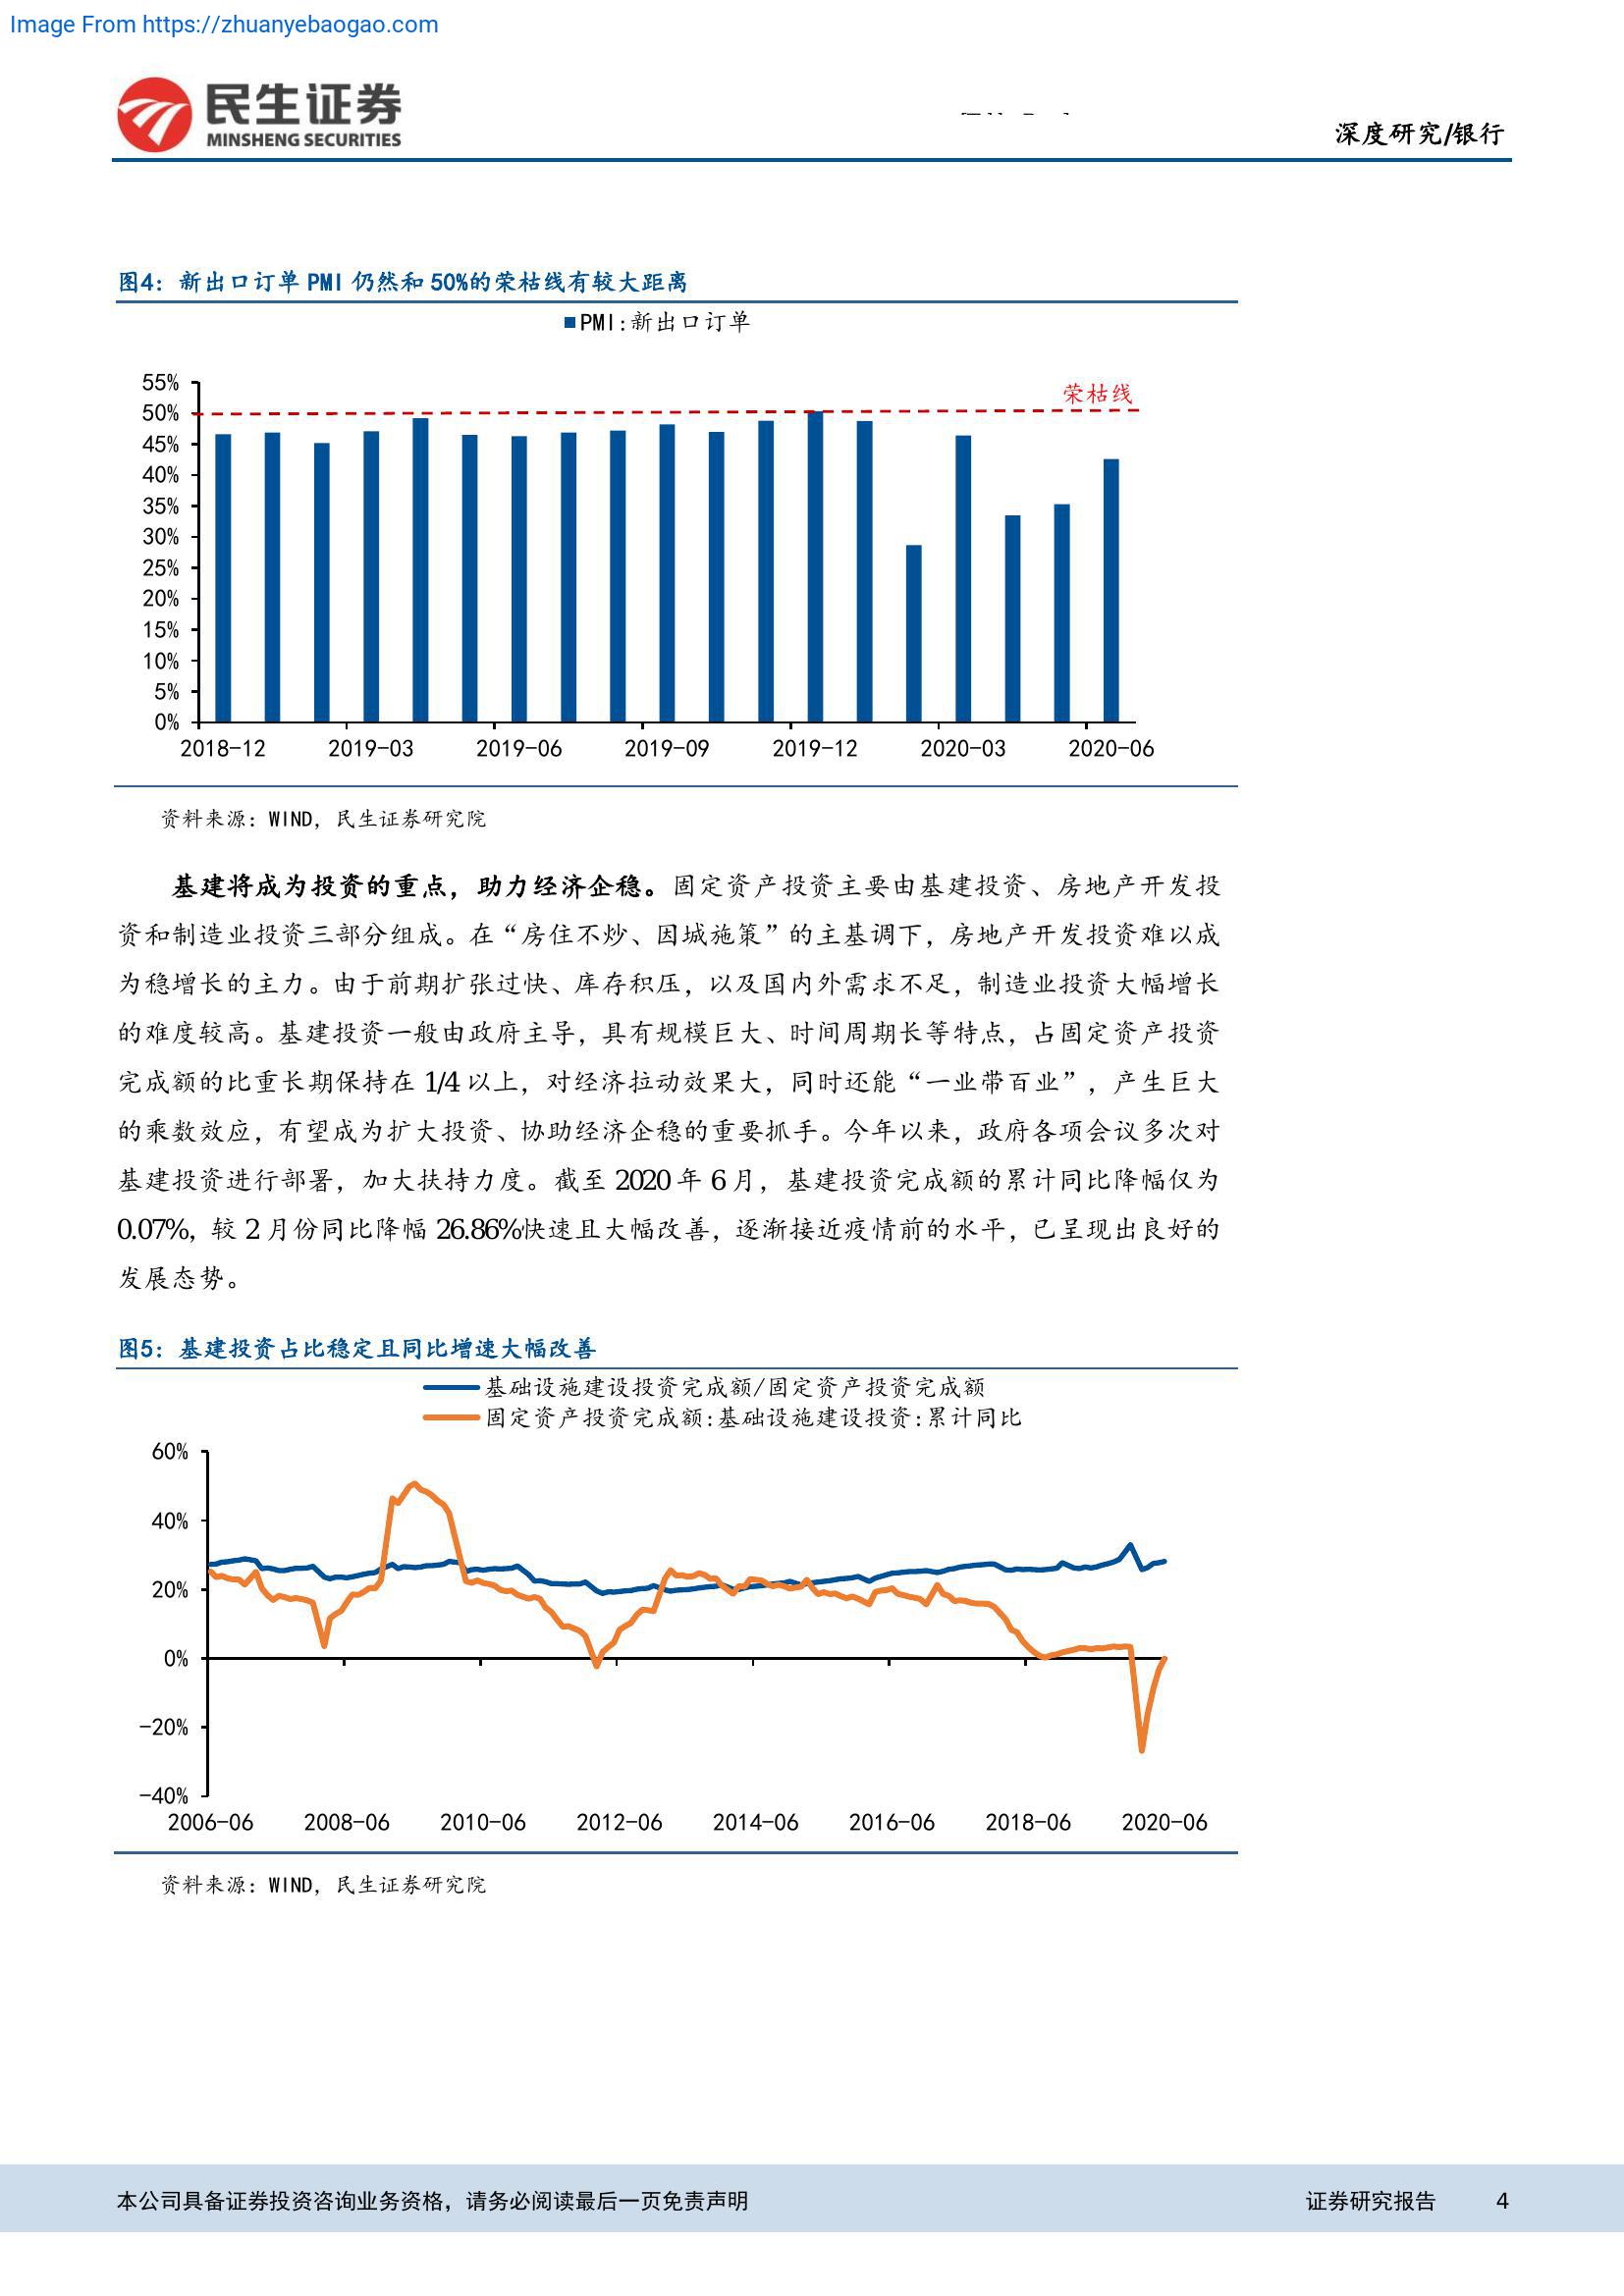 Image From https://zhuanyebaogao.com
民生证券
MINSHENG SECURITIES
深度研究/银行
图4：新出口订单 PMI 仍然和 50%的荣枯线有较大距离
PMI:新出口订单
荣枯线
55%
50%
45%
40%
35%
30%
25%
20%
15%
10%
5%
0%
2018-12 2019-03 2019-06 2019-09 2019-12 2020-03 2020-06
资料来源：WIND，民生证券研究院
基建将成为投资的重点，助力经济企稳。固定资产投资主要由基建投资、房地产开发投
资和制造业投资三部分组成。在“房住不炒、因城施策”的主基调下，房地产开发投资难以成
为稳增长的主力。由于前期扩张过快、库存积压，以及国内外需求不足，制造业投资大幅增长
的难度较高。基建投资一般由政府主导，具有规模巨大、时间周期长等特点，占固定资产投资
完成额的比重长期保持在 1/4 以上，对经济拉动效果大，同时还能“一业带百业”，产生巨大
的乘数效应，有望成为扩大投资、协助经济企稳的重要抓手。今年以来，政府各项会议多次对
基建投资进行部署，加大扶持力度。截至 2020 年 6 月，基建投资完成额的累计同比降幅仅为
0.07%，较 2 月份同比降幅 26.86%快速且大幅改善，逐渐接近疫情前的水平，已呈现出良好的
发展态势。
图5：基建投资占比稳定且同比增速大幅改善
基础设施建设投资完成额/固定资产投资完成额
固定资产投资完成额:基础设施建设投资:累计同比
60%
40%
20%
0%
-20%
-40%
2006-06 2008-06 2010-06 2012-06 2014-06 2016-06 2018-06 2020-06
资料来源：WIND，民生证券研究院
本公司具备证券投资咨询业务资格，请务必阅读最后一页免责声明 证券研究报告 4